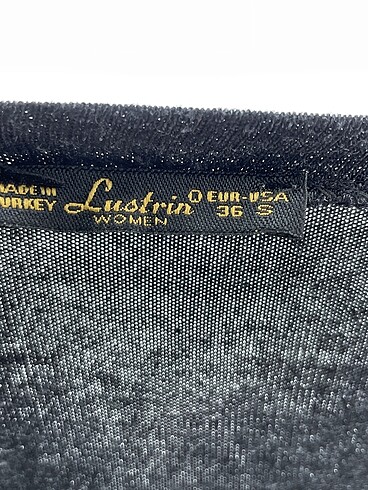 MADE IN
TURKEY
Lustrin
WOMEN
® EUR-USA
36 S